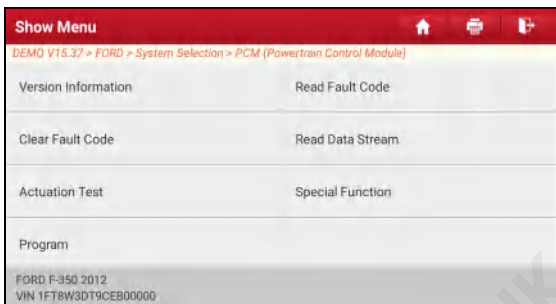 Show Menu
DEMO V15.37 > FORD > System Selection > PCM (Powertrain Control Module)
Version Information Read Fault Code
Clear Fault Code Read Data Stream
Actuation Test Special Function
Program
FORD F-350 2012
VIN 1FT8W3DT9CEB00000